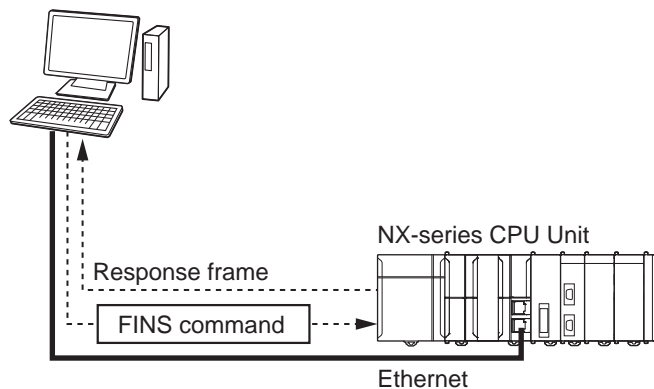 NX-series CPU Unit
Response frame
FINS command
Ethernet